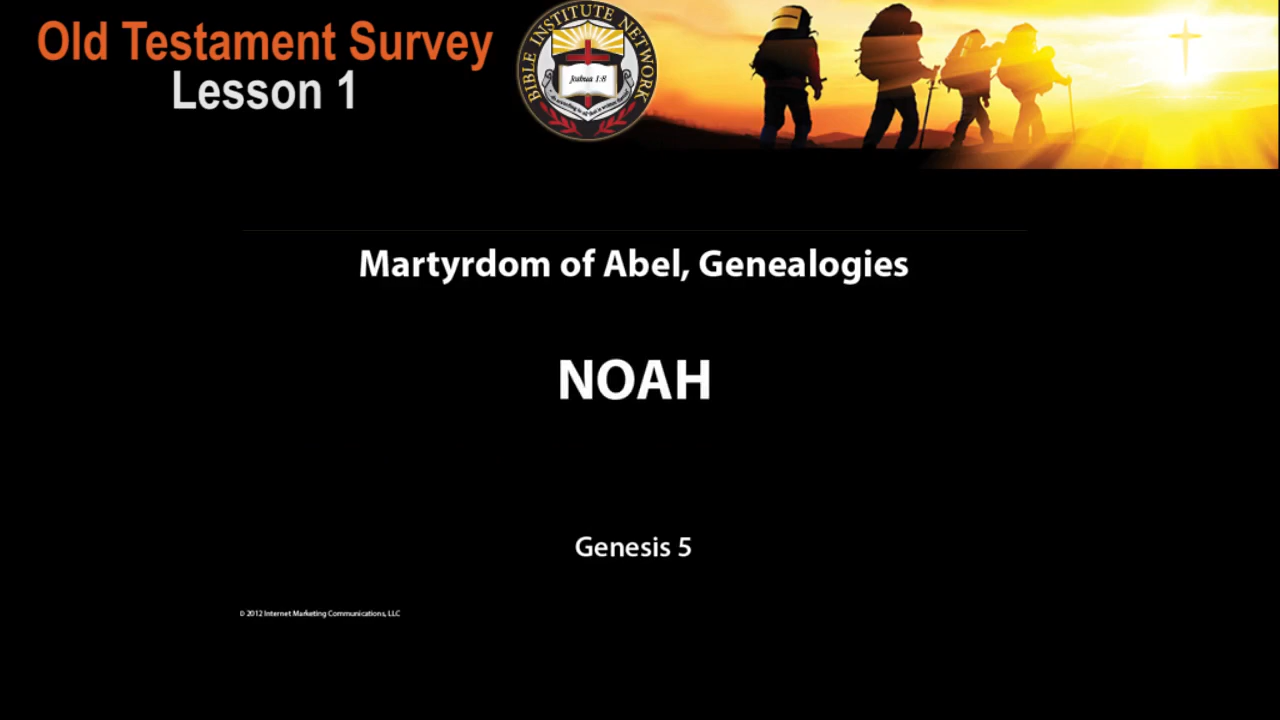 Old Testament Survey
Lesson 1
BIBLE INSTITUTE NETWORK
Joshua 1:8
Martyrdom of Abel, Genealogies
NOAH
Genesis 5
© 2012 Internet Marketing Communications, LLC